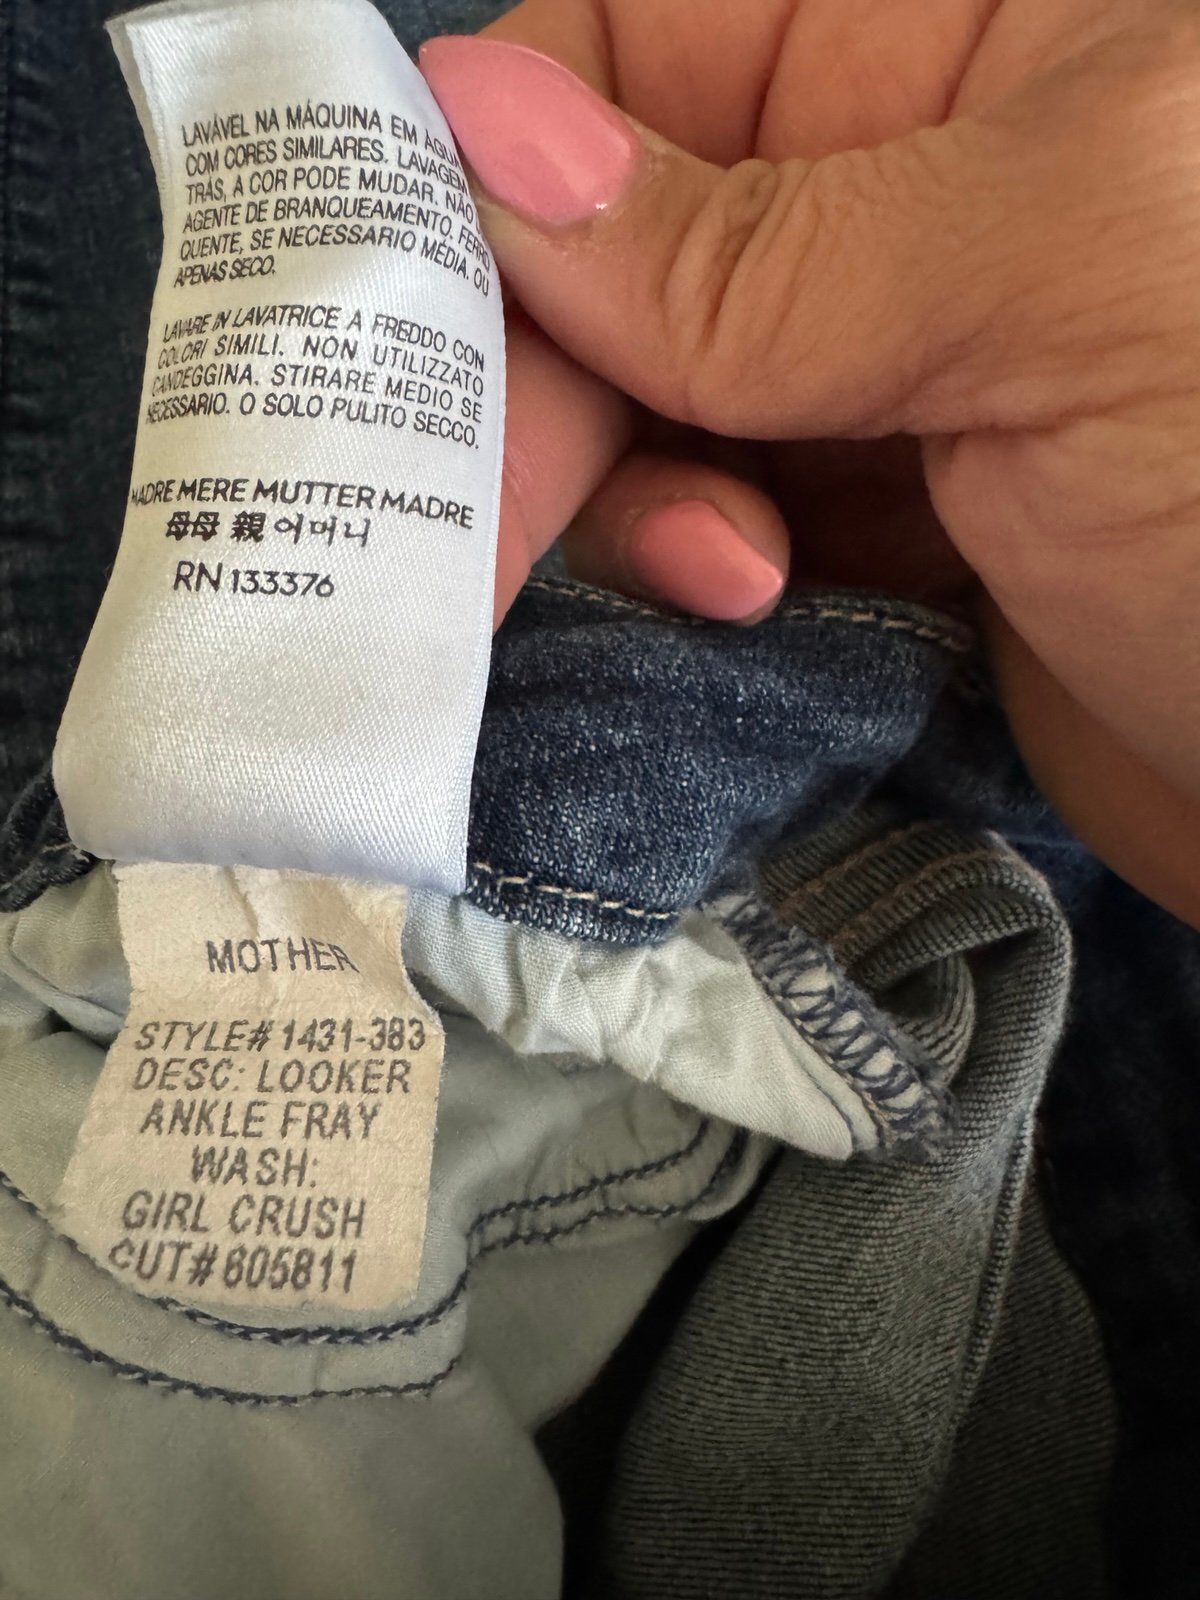 LAVÁVEL NA MÁQUINA EM
COM CORES SIMILARES. LAVAGEM
TRÁS, A COR PODE MUDAR. NÃO
AGENTE DE BRANQUEAMENTO. FERRO
QUENTE, SE NECESSARIO MÉDIA. OU
APENAS SECO.
LAVARE IN LAVATRICE A FREDDO CON
COLORI SIMILI. NON UTILIZZATO
CANDEGGINA. STIRARE MEDIO SE
NECESSARIO. O SOLO PULITO SECCO.
MADRE MERE MUTTER MADRE
母母 親 어머니
RN 133376
MOTHER
STYLE# 1431-383
DESC: LOOKER
ANKLE FRAY
WASH:
GIRL CRUSH
CUT# 605811